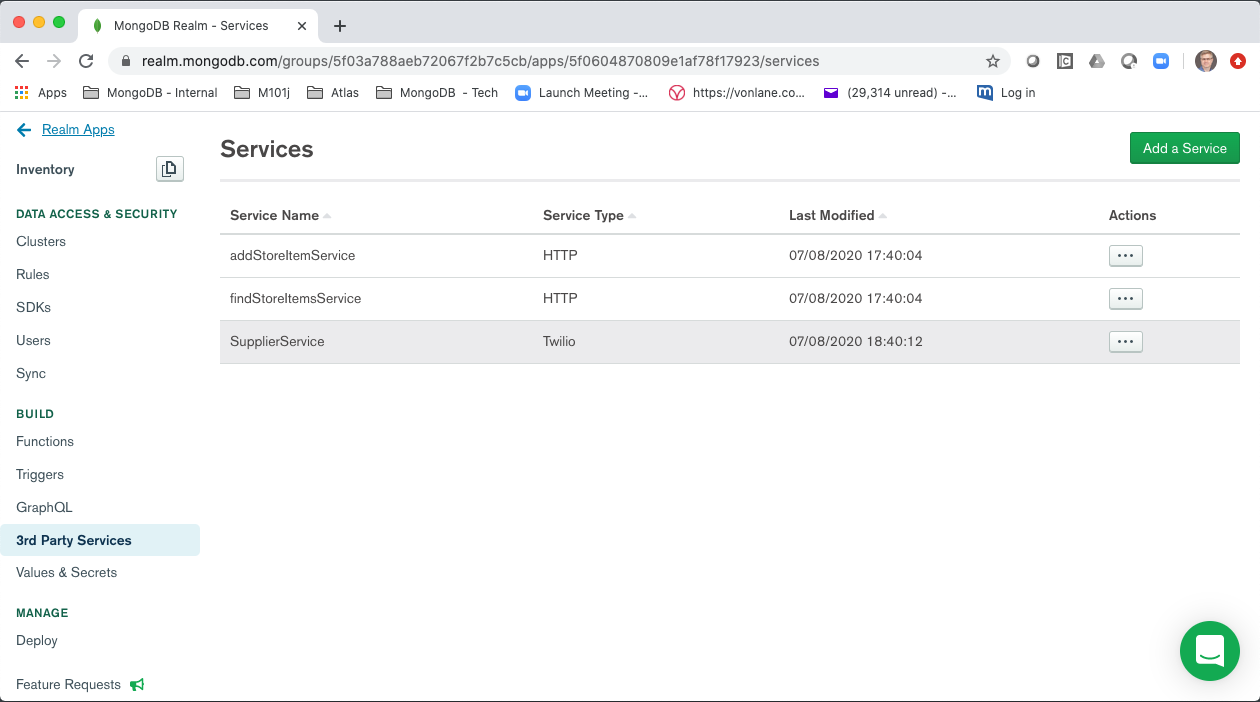 MongoDB Realm - Services
realm.mongodb.com/groups/5f03a788aeb72067f2b7c5cb/apps/5f0604870809e1af78f17923/services
Apps MongoDB - Internal M101j Atlas MongoDB - Tech Launch Meeting -... https://vonlane.co... (29,314 unread) -... Log in
Realm Apps
Inventory
DATA ACCESS & SECURITY
Clusters
Rules
SDKs
Users
Sync
BUILD
Functions
Triggers
GraphQL
3rd Party Services
Values & Secrets
MANAGE
Deploy
Feature Requests
Services
Add a Service
Service Name Service Type Last Modified Actions
addStoreItemService HTTP 07/08/2020 17:40:04
findStoreItemsService HTTP 07/08/2020 17:40:04
SupplierService Twilio 07/08/2020 18:40:12